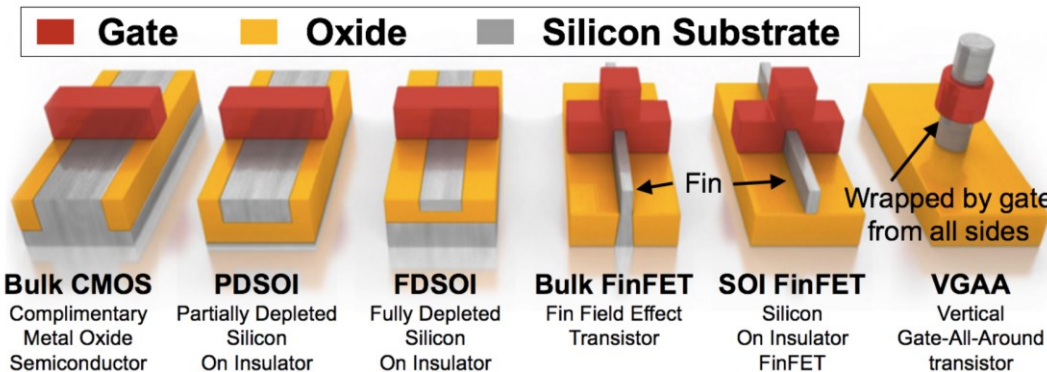 Gate Oxide Silicon Substrate
Fin
Wrapped by gate
from all sides
Bulk CMOS
Complimentary
Metal Oxide
Semiconductor
PDSOI
Partially Depleted
Silicon
On Insulator
FDSOI
Fully Depleted
Silicon
On Insulator
Bulk FinFET
Fin Field Effect
Transistor
SOI FinFET
Silicon
On Insulator
FinFET
VGAA
Vertical
Gate-All-Around
transistor